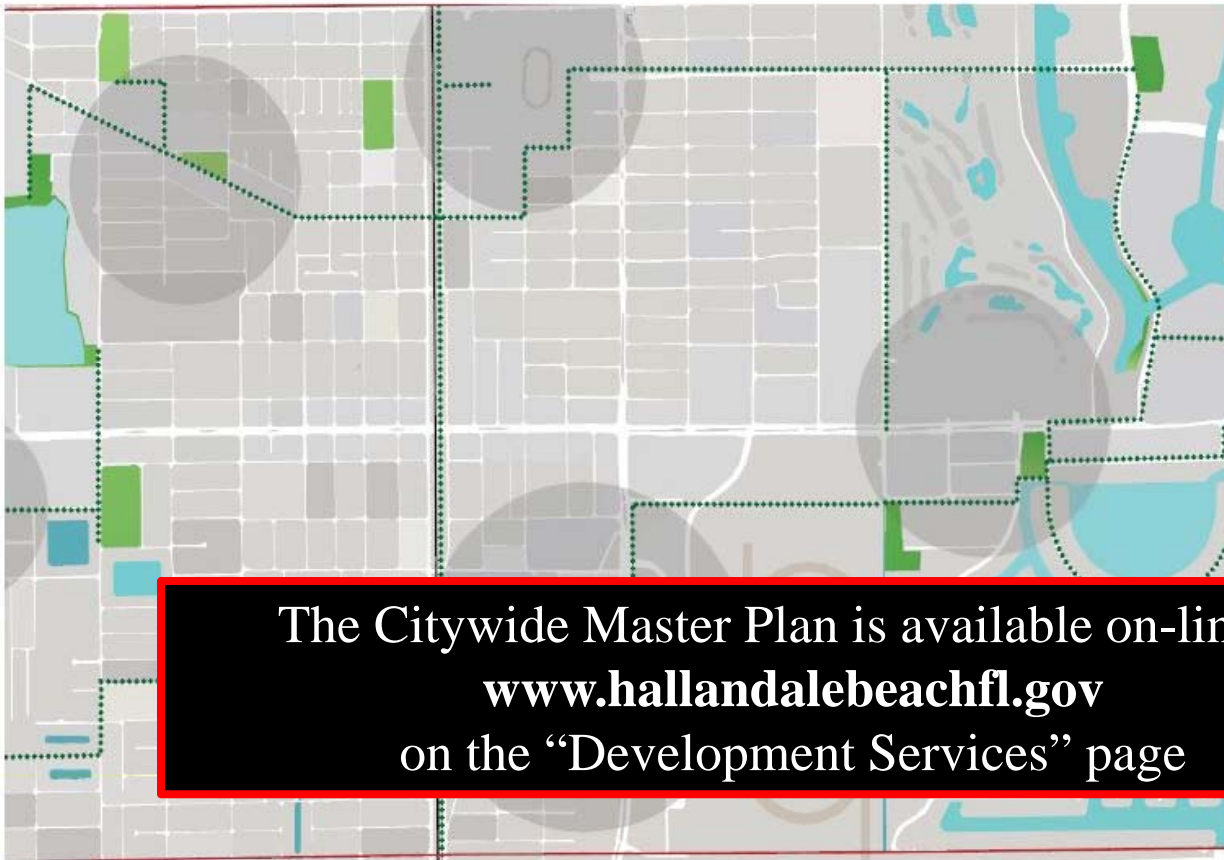 The Citywide Master Plan is available on-lin
www.hallandalebeachfl.gov
on the “Development Services” page